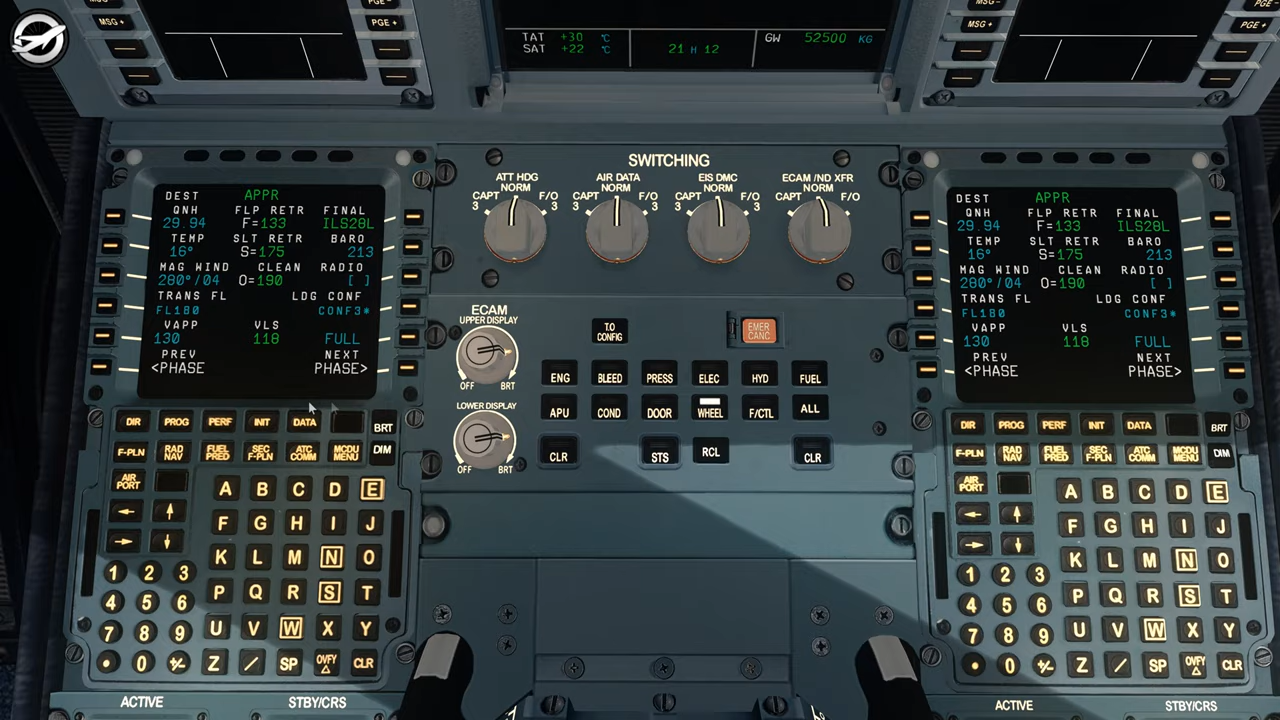 MSG -
MSG +
PGE -
PGE +
TAT +30 °C
SAT +22 °C
21 H 12
GW 52500 KG
MSG -
MSG +
PGE -
PGE +
DEST APPR
QNH FLP RETR FINAL
29.94 F=133 ILS28L
TEMP SLT RETR BARO
16° S=175 213
MAG WIND CLEAN RADIO
280°/04 O=190 [ ]
TRANS FL LDG CONF
FL180 CONF3*
VAPP VLS
130 118 FULL
PREV NEXT
<PHASE PHASE>
DIR PROG PERF INIT DATA
BRT
F-PLN RAD NAV FUEL PRED SEC F-PLN ATC COMM MCDU MENU
DIM
AIR PORT
← ↑
→ ↓
A B C D E
F G H I J
K L M N O
P Q R S T
U V W X Y
Z / SP OVFY Δ CLR
1 2 3
4 5 6
7 8 9
• 0 +/-
ACTIVE STBY/CRS
SWITCHING
ATT HDG
NORM
CAPT F/O
3 3
AIR DATA
NORM
CAPT F/O
3 3
EIS DMC
NORM
CAPT F/O
3 3
ECAM /ND XFR
NORM
CAPT F/O
ECAM
UPPER DISPLAY
OFF BRT
LOWER DISPLAY
OFF BRT
T.O
CONFIG
EMER
CANC
ENG BLEED PRESS ELEC HYD FUEL
APU COND DOOR WHEEL F/CTL ALL
CLR STS RCL CLR
DEST APPR
QNH FLP RETR FINAL
29.94 F=133 ILS28L
TEMP SLT RETR BARO
16° S=175 213
MAG WIND CLEAN RADIO
280°/04 O=190 [ ]
TRANS FL LDG CONF
FL180 CONF3*
VAPP VLS
130 118 FULL
PREV NEXT
<PHASE PHASE>
DIR PROG PERF INIT DATA
BRT
F-PLN RAD NAV FUEL PRED SEC F-PLN ATC COMM MCDU MENU
DIM
AIR PORT
← ↑
→ ↓
A B C D E
F G H I J
K L M N O
P Q R S T
U V W X Y
Z / SP OVFY Δ CLR
1 2 3
4 5 6
7 8 9
• 0 +/-
ACTIVE STBY/CRS